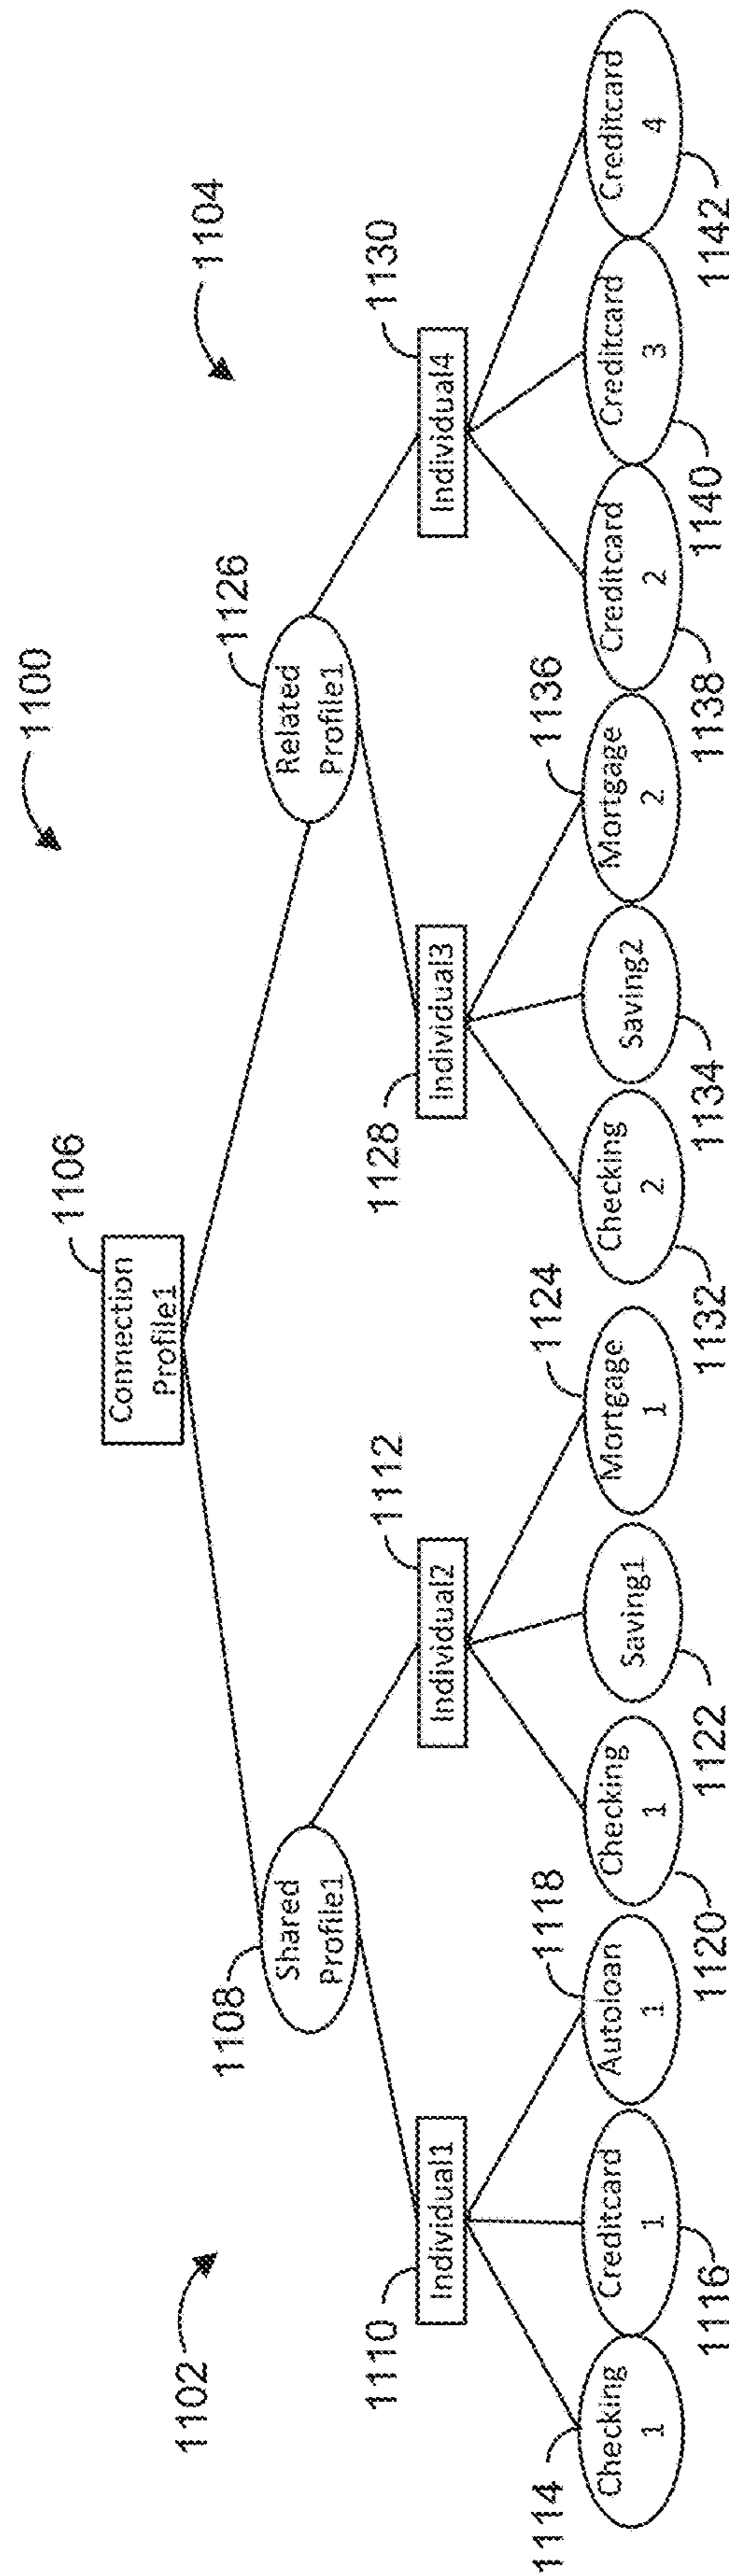 1100
1106
Connection
Profile1
1102
1104
1108
Shared
Profile1
1126
Related
Profile1
1110
Individual1
1112
Individual2
1128
Individual3
1130
Individual4
1114
Checking
1
1116
Creditcard
1
1118
Autoloan
1
1120
Checking
1
1122
Saving1
1124
Mortgage
1
1132
Checking
2
1134
Saving2
1136
Mortgage
2
1138
Creditcard
2
1140
Creditcard
3
1142
Creditcard
4